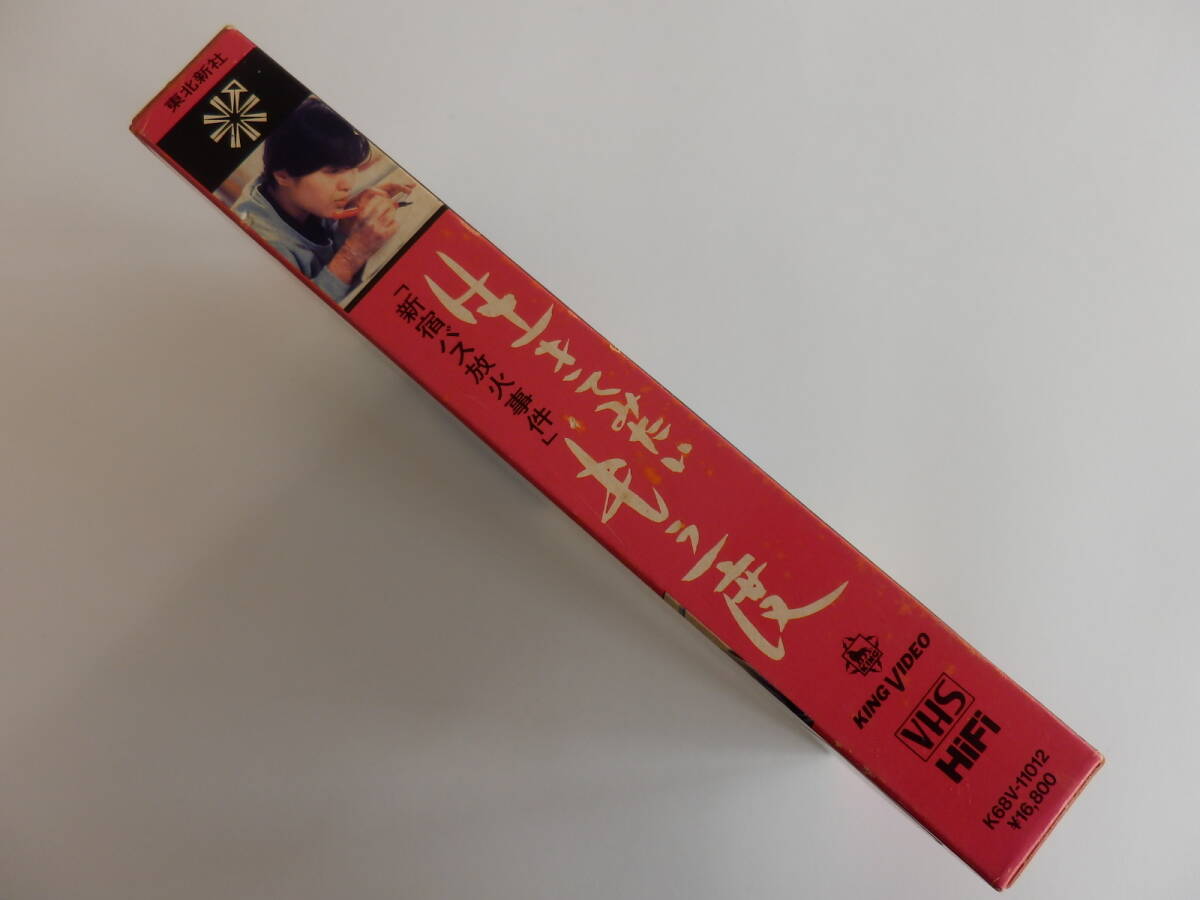 東北新社
「新宿バス放火事件」
生きてみたい
もう一度
KING
KING VIDEO
VHS
HiFi
K68V-11012
¥16,800